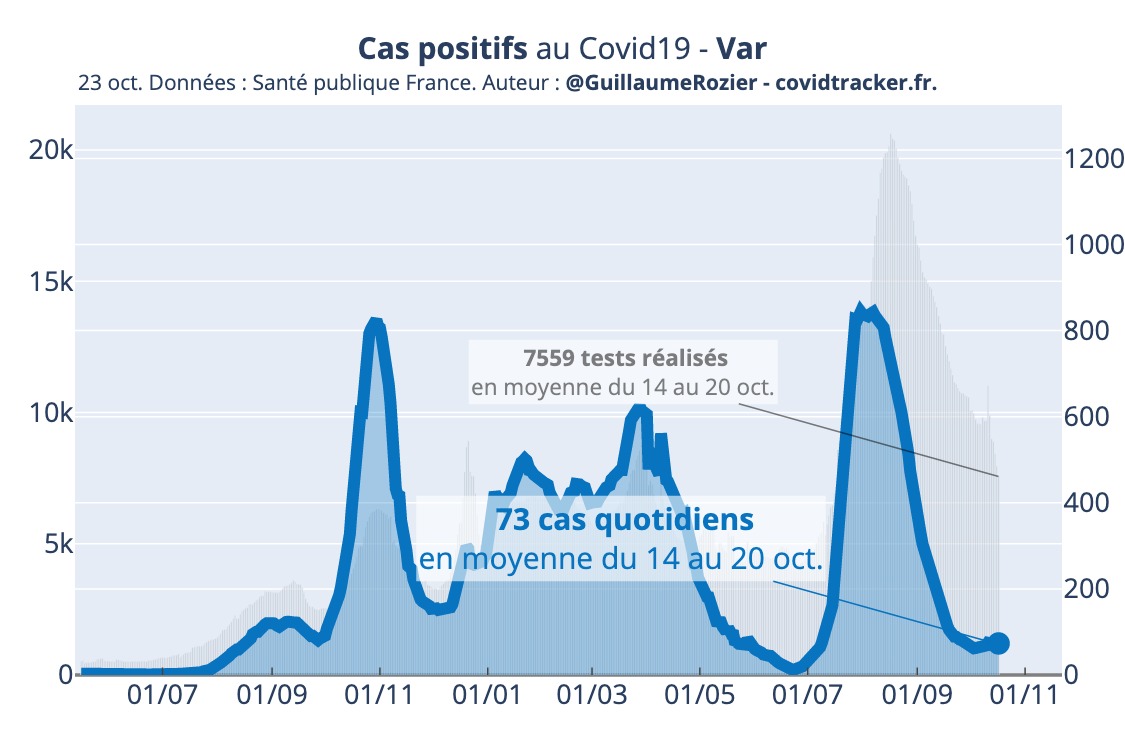 Cas positifs au Covid19 - Var
23 oct. Données : Santé publique France. Auteur : @GuillaumeRozier - covidtracker.fr.
20k
1200
1000
15k
800
7559 tests réalisés
en moyenne du 14 au 20 oct.
10k
600
400
73 cas quotidiens
5k
en moyenne du 14 au 20 oct.
200
0
0
01/07 01/09 01/11 01/01 01/03 01/05 01/07 01/09 01/11